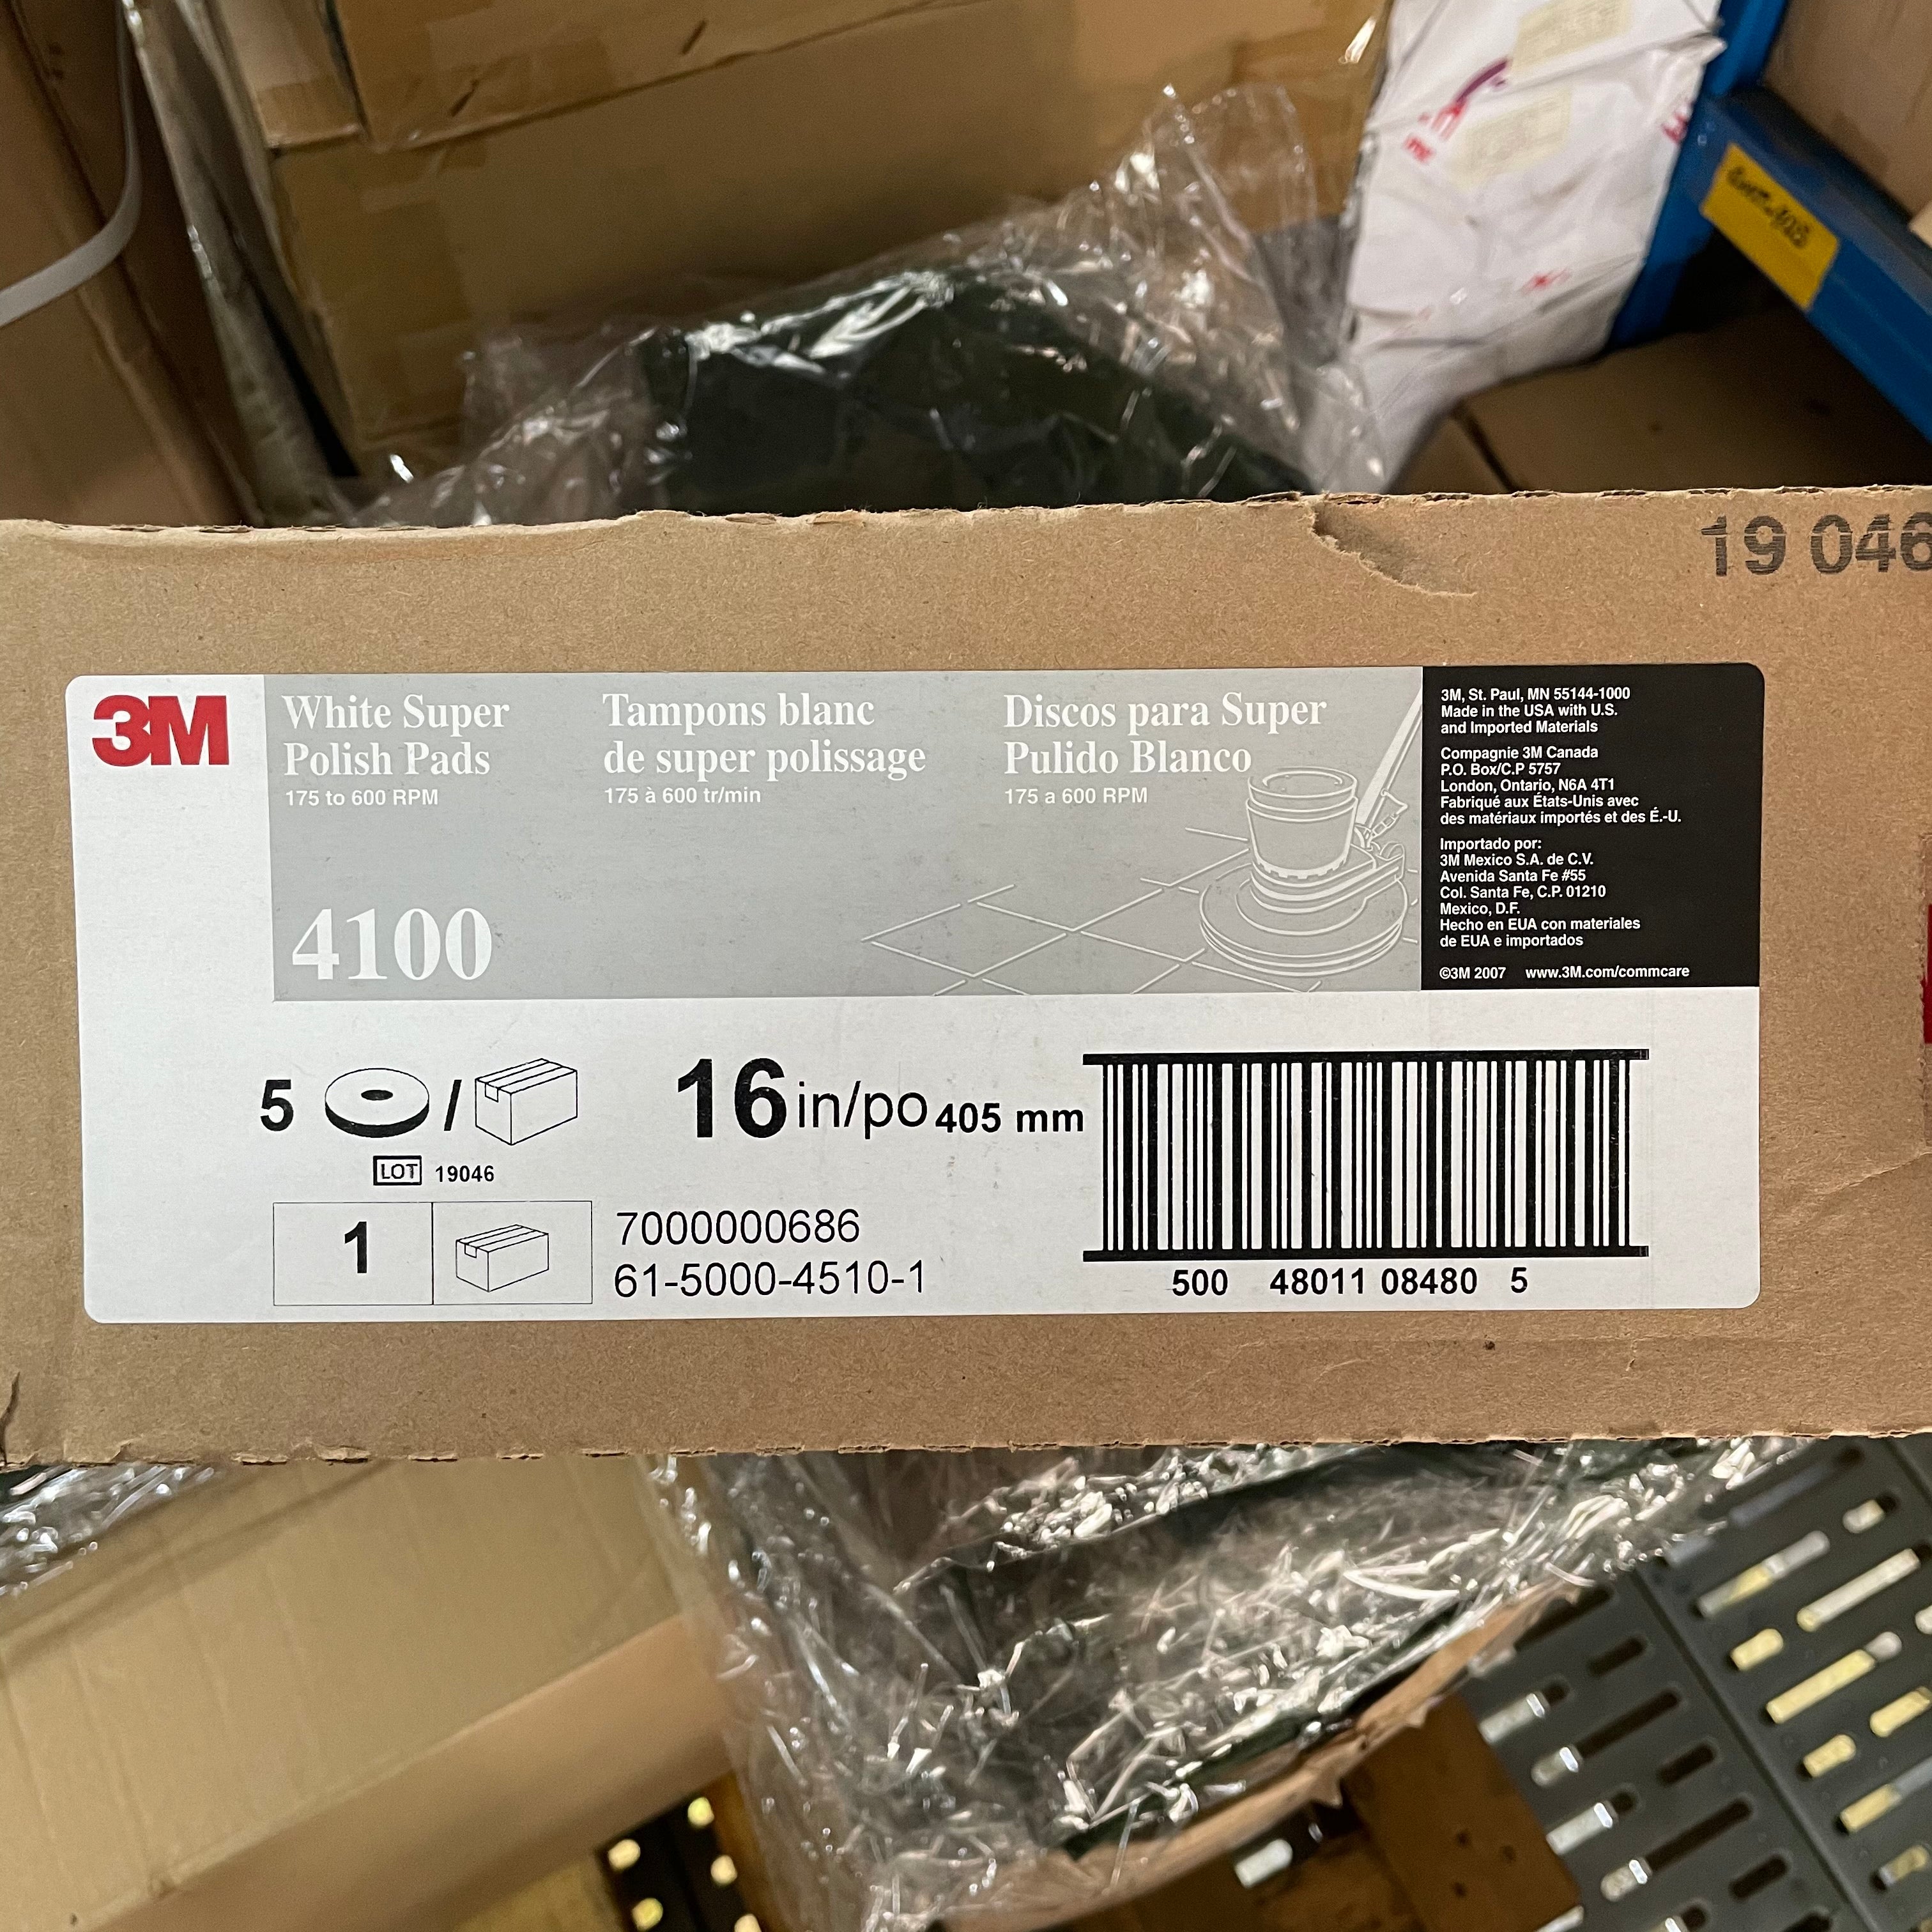 19 046
3M
White Super
Polish Pads
175 to 600 RPM
Tampons blanc
de super polissage
175 à 600 tr/min
Discos para Super
Pulido Blanco
175 a 600 RPM
4100
3M, St. Paul, MN 55144-1000
Made in the USA with U.S.
and Imported Materials
Compagnie 3M Canada
P.O. Box/C.P 5757
London, Ontario, N6A 4T1
Fabriqué aux États-Unis avec
des matériaux importés et des É.-U.
Importado por:
3M Mexico S.A. de C.V.
Avenida Santa Fe #55
Col. Santa Fe, C.P. 01210
Mexico, D.F.
Hecho en EUA con materiales
de EUA e importados
©3M 2007 www.3M.com/commcare
5 /
16 in/po 405 mm
LOT 19046
1
7000000686
61-5000-4510-1
500 48011 08480 5